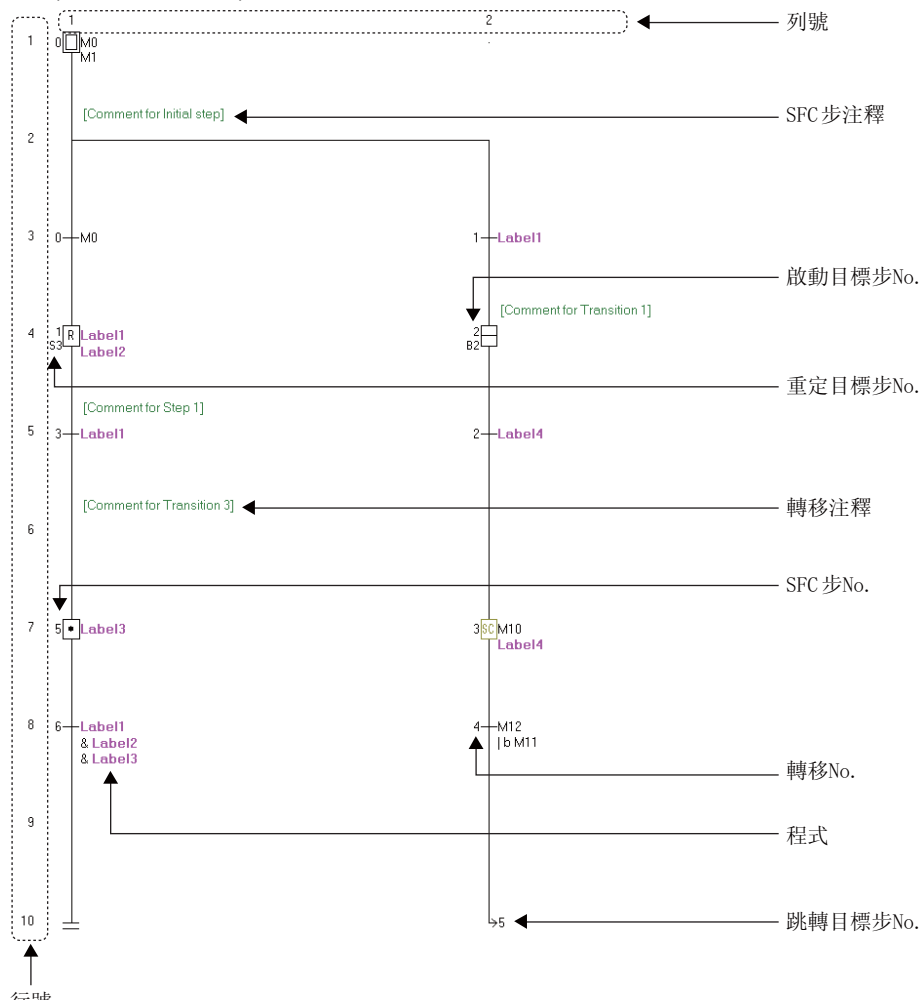 1 2 列號
1 0 M0
M1
[Comment for Initial step] SFC步注釋
2
3 0 M0 1 Label1
啟動目標步No.
[Comment for Transition 1]
4 1 R Label1 2
S3 Label2 B2
重定目標步No.
[Comment for Step 1]
5 3 Label1 2 Label4
[Comment for Transition 3] 轉移注釋
6
SFC步No.
7 5 Label3 3 SC M10
Label4
8 6 Label1 4 M12
& Label2 | b M11
& Label3
轉移No.
9 程式
10 5 跳轉目標步No.
行號